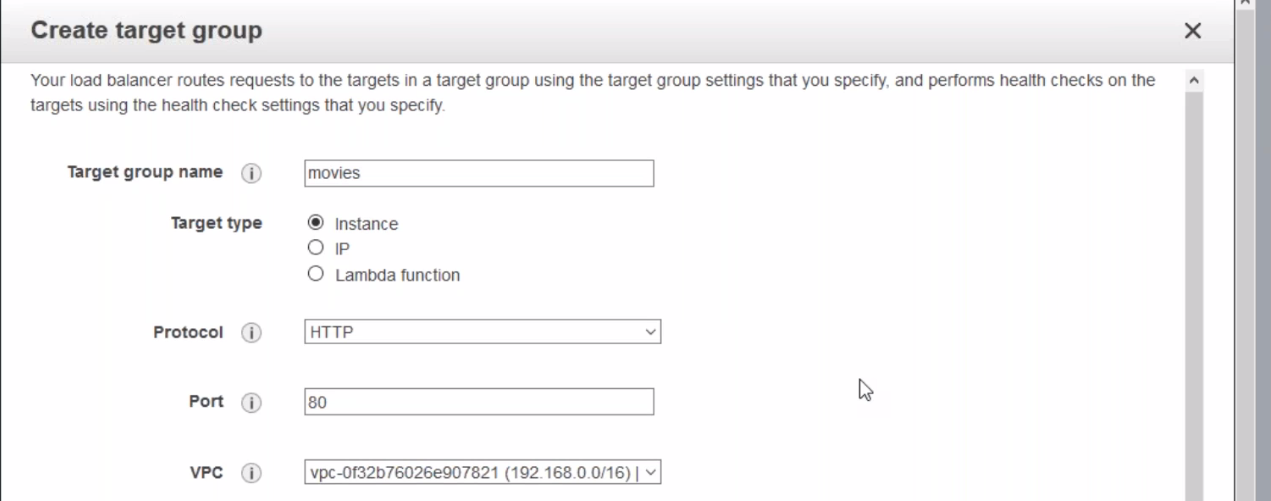 Create target group
Your load balancer routes requests to the targets in a target group using the target group settings that you specify, and performs health checks on the
targets using the health check settings that you specify.
Target group name i movies
Target type Instance
IP
Lambda function
Protocol i HTTP
Port i 80
VPC i vpc-0f32b76026e907821 (192.168.0.0/16) |